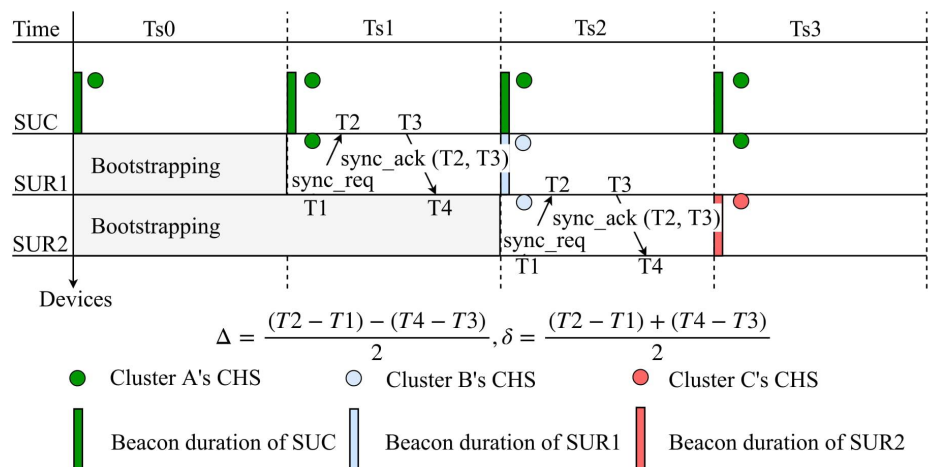 Time Ts0 Ts1 Ts2 Ts3
SUC T2 T3
Bootstrapping sync_ack (T2, T3)
SUR1 sync_req T2 T3
T1 T4
Bootstrapping sync_ack (T2, T3)
SUR2 sync_req
T1 T4
Devices
Δ = \frac{(T2 − T1) − (T4 − T3)}{2}, δ = \frac{(T2 − T1) + (T4 − T3)}{2}
Cluster A's CHS Cluster B's CHS Cluster C's CHS
Beacon duration of SUC Beacon duration of SUR1 Beacon duration of SUR2